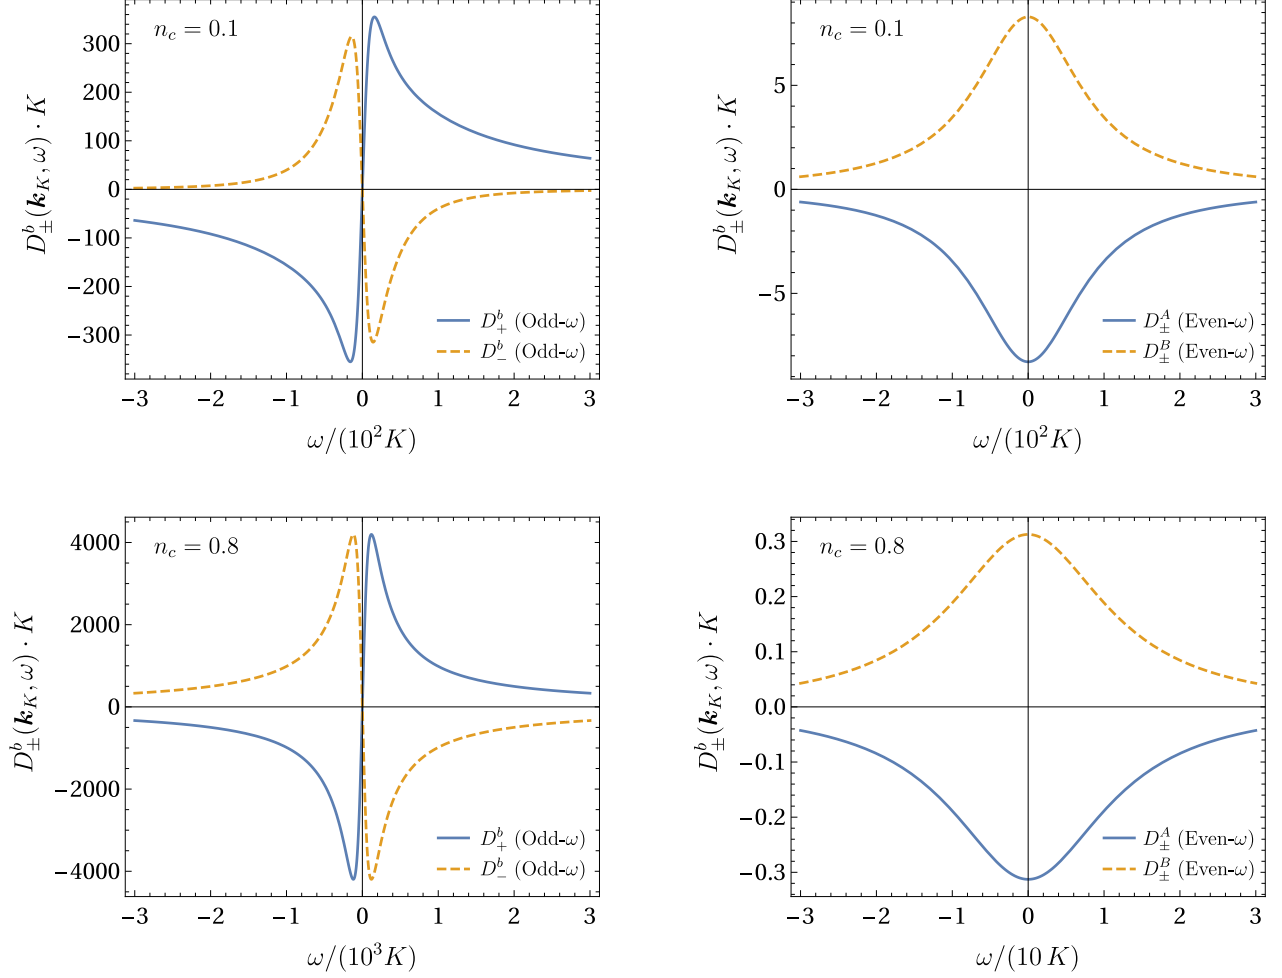 n_c = 0.1
300
200
100
0
−100
−200
−300
D^b_±(k_K, ω) · K
D^b_+ (Odd-ω)
D^b_− (Odd-ω)
−3 −2 −1 0 1 2 3
ω/(10^2 K)
n_c = 0.1
5
0
−5
D^b_±(k_K, ω) · K
D^A_± (Even-ω)
D^B_± (Even-ω)
−3 −2 −1 0 1 2 3
ω/(10^2 K)
n_c = 0.8
4000
2000
0
−2000
−4000
D^b_±(k_K, ω) · K
D^b_+ (Odd-ω)
D^b_− (Odd-ω)
−3 −2 −1 0 1 2 3
ω/(10^3 K)
n_c = 0.8
0.3
0.2
0.1
0.0
−0.1
−0.2
−0.3
D^b_±(k_K, ω) · K
D^A_± (Even-ω)
D^B_± (Even-ω)
−3 −2 −1 0 1 2 3
ω/(10 K)